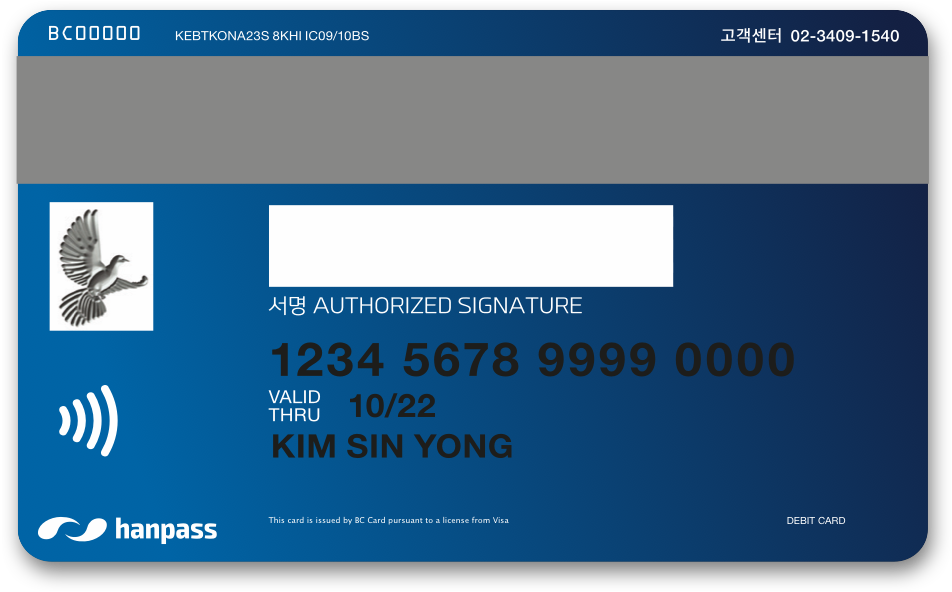 BC00000 KEBTKONA23S 8KHI IC09/10BS 고객센터 02-3409-1540
서명 AUTHORIZED SIGNATURE
1234 5678 9999 0000
VALID THRU 10/22
KIM SIN YONG
hanpass This card is issued by BC Card pursuant to a license from Visa DEBIT CARD